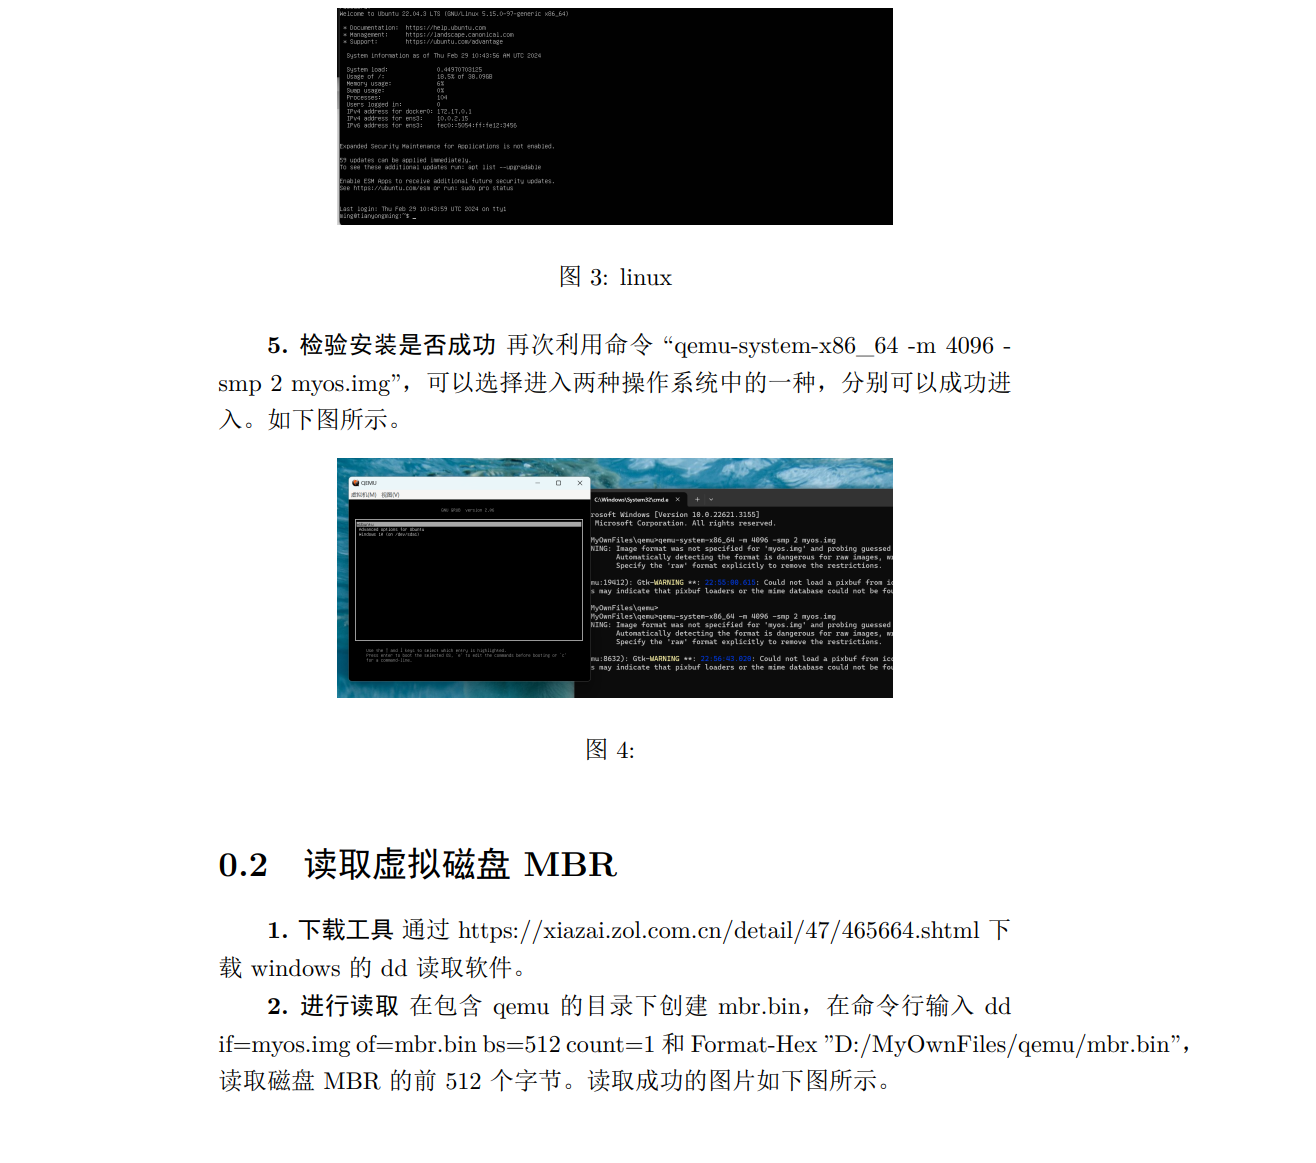 Welcome to Ubuntu 22.04.3 LTS (GNU/Linux 5.15.0-97-generic x86_64)
* Documentation: https://help.ubuntu.com
* Management: https://landscape.canonical.com
* Support: https://ubuntu.com/advantage
System information as of Thu Feb 29 10:43:56 AM UTC 2024
System load: 0.44970703125
Usage of /: 18.5% of 38.09GB
Memory usage: 6%
Swap usage: 0%
Processes: 104
Users logged in: 0
IPv4 address for docker0: 172.17.0.1
IPv4 address for ens3: 10.0.2.15
IPv6 address for ens3: fec0::5054:ff:fe12:3456
Expanded Security Maintenance for Applications is not enabled.
59 updates can be applied immediately.
To see these additional updates run: apt list --upgradable
Enable ESM Apps to receive additional future security updates.
See https://ubuntu.com/esm or run: sudo pro status
Last login: Thu Feb 29 10:43:59 UTC 2024 on tty1
ming@tianyongming:~$ _
图 3: linux
5. 检验安装是否成功 再次利用命令 “qemu-system-x86_64 -m 4096 -
smp 2 myos.img”，可以选择进入两种操作系统中的一种，分别可以成功进
入。如下图所示。
QEMU
虚拟机(M) 视图(V)
GNU GRUB version 2.06
Ubuntu
Advanced options for Ubuntu
Windows 10 (on /dev/sda1)
Use the ↑ and ↓ keys to select which entry is highlighted.
Press enter to boot the selected OS, `e' to edit the commands before booting or `c'
for a command-line.
C:\Windows\System32\cmd.e
rosoft Windows [Version 10.0.22621.3155]
Microsoft Corporation. All rights reserved.
MyOwnFiles\qemu>qemu-system-x86_64 -m 4096 -smp 2 myos.img
NING: Image format was not specified for 'myos.img' and probing guessed
Automatically detecting the format is dangerous for raw images, w
Specify the 'raw' format explicitly to remove the restrictions.
mu:19412): Gtk-WARNING **: : Could not load a pixbuf from ic
s may indicate that pixbuf loaders or the mime database could not be fou
MyOwnFiles\qemu>
MyOwnFiles\qemu>qemu-system-x86_64 -m 4096 -smp 2 myos.img
NING: Image format was not specified for 'myos.img' and probing guessed
Automatically detecting the format is dangerous for raw images, w
Specify the 'raw' format explicitly to remove the restrictions.
mu:8632): Gtk-WARNING **: : Could not load a pixbuf from ico
s may indicate that pixbuf loaders or the mime database could not be fou
图 4:
0.2 读取虚拟磁盘 MBR
1. 下载工具 通过 https://xiazai.zol.com.cn/detail/47/465664.shtml 下
载 windows 的 dd 读取软件。
2. 进行读取 在包含 qemu 的目录下创建 mbr.bin，在命令行输入 dd
if=myos.img of=mbr.bin bs=512 count=1 和 Format-Hex ”D:/MyOwnFiles/qemu/mbr.bin”，
读取磁盘 MBR 的前 512 个字节。读取成功的图片如下图所示。